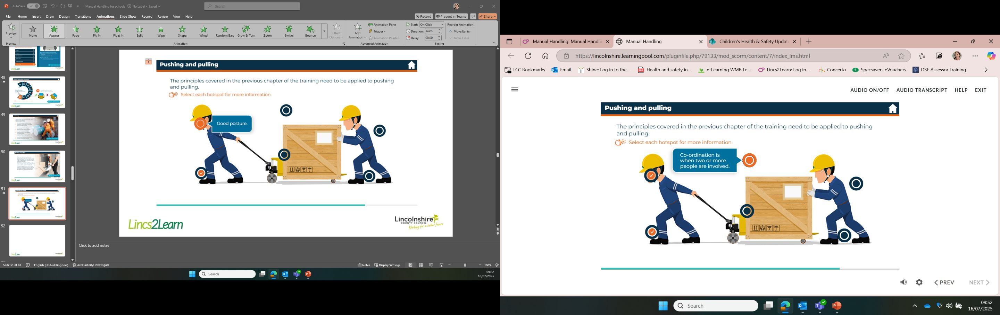 AutoSave
Manual Handling for schools
No Label • Saved
Search
File
Home
Insert
Draw
Design
Transitions
Animations
Slide Show
Record
Review
View
Help
Record
Present in Teams
Share
Preview
None
Appear
Fade
Fly In
Float In
Split
Wipe
Shape
Wheel
Random Bars
Grow & Turn
Zoom
Swivel
Bounce
Effect
Options
Add
Animation
Animation Pane
Trigger
Animation Painter
Start: On Click
Duration: Auto
Delay: 00.00
Reorder Animation
Move Earlier
Move Later
Preview
Animation
Advanced Animation
Timing
48
49
50
51
52
2
Pushing and pulling
The principles covered in the previous chapter of the training need to be applied to pushing
and pulling.
Select each hotspot for more information.
Good posture.
Lincs2Learn
Lincolnshire
COUNTY COUNCIL
Working for a better future
Click to add notes
Slide 51 of 83
English (United Kingdom)
Accessibility: Investigate
Notes
Display Settings
100%
Search
09:52
16/07/2025
Manual Handling: Manual Handlin
Manual Handling
Children's Health & Safety Updat
https://lincolnshire.learningpool.com/pluginfile.php/79133/mod_scorm/content/7/index_lms.html
LCC Bookmarks
Email
Shine: Log in to the...
Health and safety in...
e-Learning WMB Le...
Lincs2Learn: Log in...
Concerto
Specsavers eVouchers
DSE Assessor Training
AUDIO ON/OFF
AUDIO TRANSCRIPT
HELP
EXIT
Pushing and pulling
The principles covered in the previous chapter of the training need to be applied to pushing
and pulling.
Select each hotspot for more information.
Co-ordination is
when two or more
people are involved.
PREV
NEXT
Search
09:52
16/07/2025